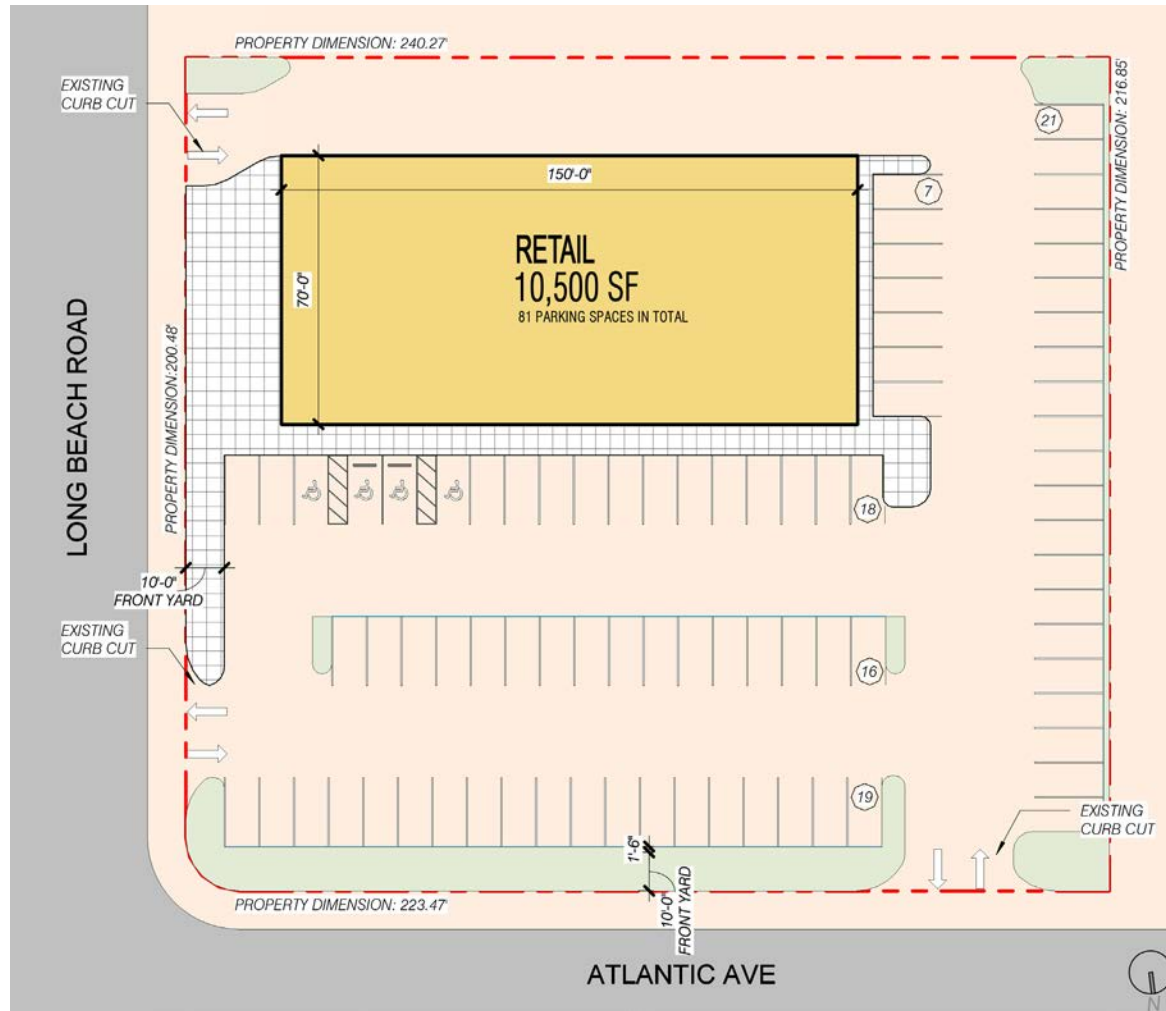 PROPERTY DIMENSION: 240.27'
EXISTING
CURB CUT
PROPERTY DIMENSION: 216.85'
21
7
150'-0"
70'-0"
RETAIL
10,500 SF
81 PARKING SPACES IN TOTAL
LONG BEACH ROAD
PROPERTY DIMENSION:200.48'
18
10'-0"
FRONT YARD
EXISTING
CURB CUT
16
19
EXISTING
CURB CUT
1'-6"
10'-0"
FRONT YARD
PROPERTY DIMENSION: 223.47'
ATLANTIC AVE
N